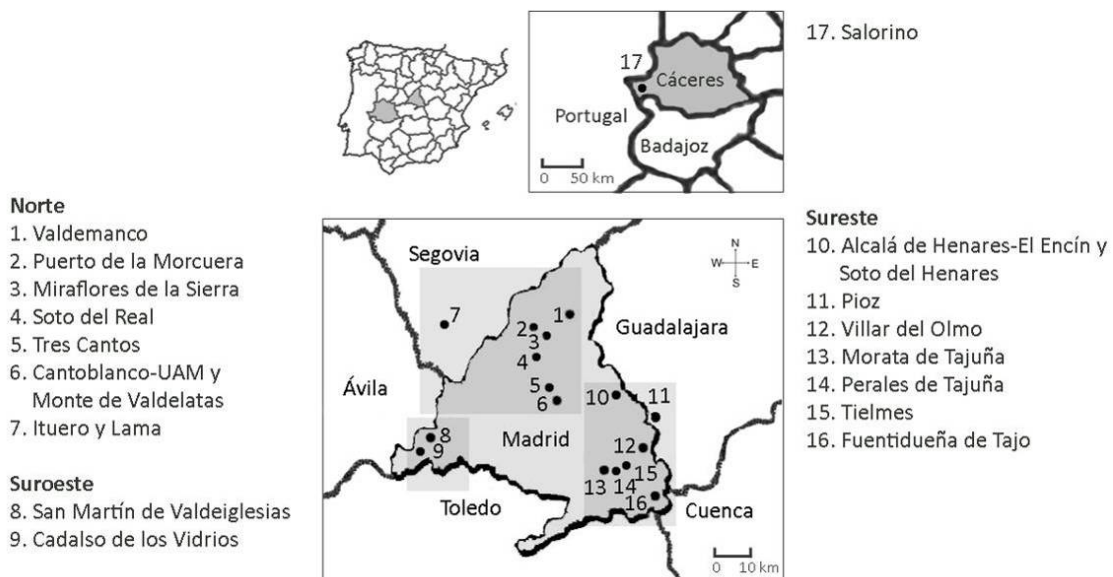 17. Salorino
17
Cáceres
Portugal
Badajoz
0 50 km
Norte
1. Valdemanco
2. Puerto de la Morcuera
3. Miraflores de la Sierra
4. Soto del Real
5. Tres Cantos
6. Cantoblanco-UAM y
Monte de Valdelatas
7. Ituero y Lama
Suroeste
8. San Martín de Valdeiglesias
9. Cadalso de los Vidrios
Segovia
N
W E
S
7
1
2
3
Guadalajara
4
Ávila
5
6
10
11
8
Madrid
9
12
13
14
15
16
Toledo
Cuenca
0 10 km
Sureste
10. Alcalá de Henares-El Encín y
Soto del Henares
11. Pioz
12. Villar del Olmo
13. Morata de Tajuña
14. Perales de Tajuña
15. Tielmes
16. Fuentidueña de Tajo